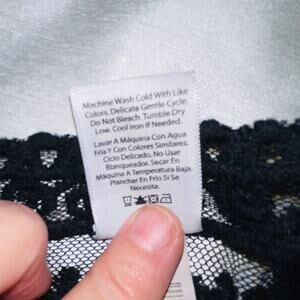 Machine Wash Cold With Like
Colors. Delicate Gentle Cycle
Do Not Bleach. Tumble Dry
Low. Cool Iron If Needed.
Lavar A Máquina Con Agua
Fría Y Con Colores Similares.
Ciclo Delicado. No Usar
Blanqueador. Secar En
Máquina A Temperatura Baja.
Planchar En Frío Si Se
Necesita.